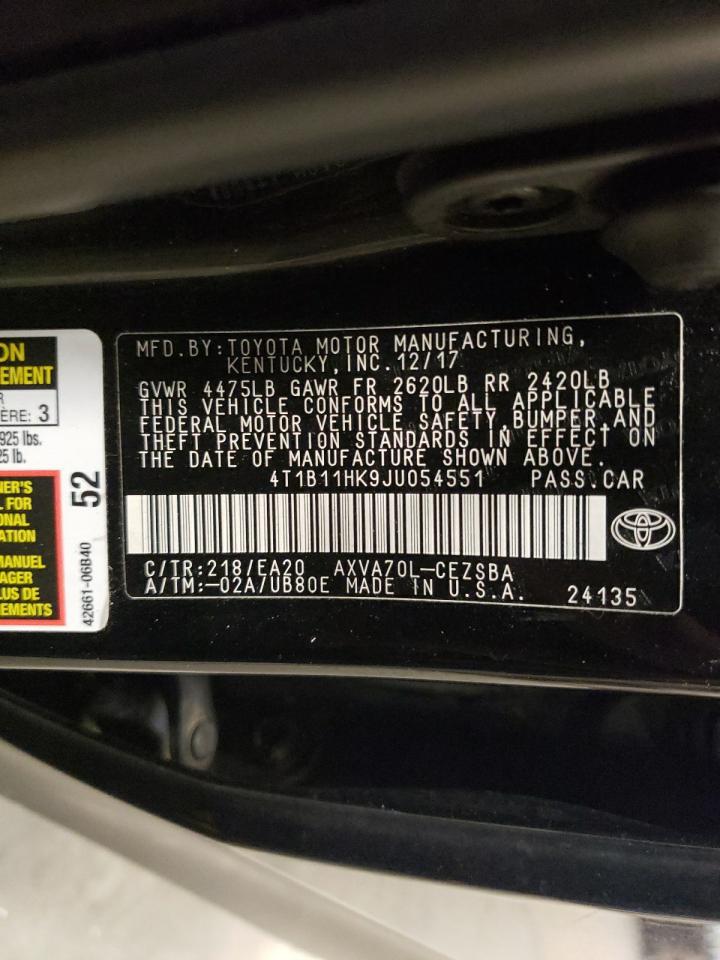 ON
EMENT
R
ÈRE: 3
925 lbs.
25 lb.
NER'S
FOR
ONAL
ATION
MANUEL
AGER
LUS DE
EMENTS
52
42661-06B40
MFD.BY:TOYOTA MOTOR MANUFACTURING,
KENTUCKY,INC.12/17
GVWR 4475LB GAWR FR 2620LB RR 2420LB
THIS VEHICLE CONFORMS TO ALL APPLICABLE
FEDERAL MOTOR VEHICLE SAFETY,BUMPER,AND
THEFT PREVENTION STANDARDS IN EFFECT ON
THE DATE OF MANUFACTURE SHOWN ABOVE.
4T1B11HK9JU054551 PASS.CAR
C/TR:218/EA20 AXVA70L-CEZSBA
A/TM:-02A/UB80E MADE IN U.S.A. 24135